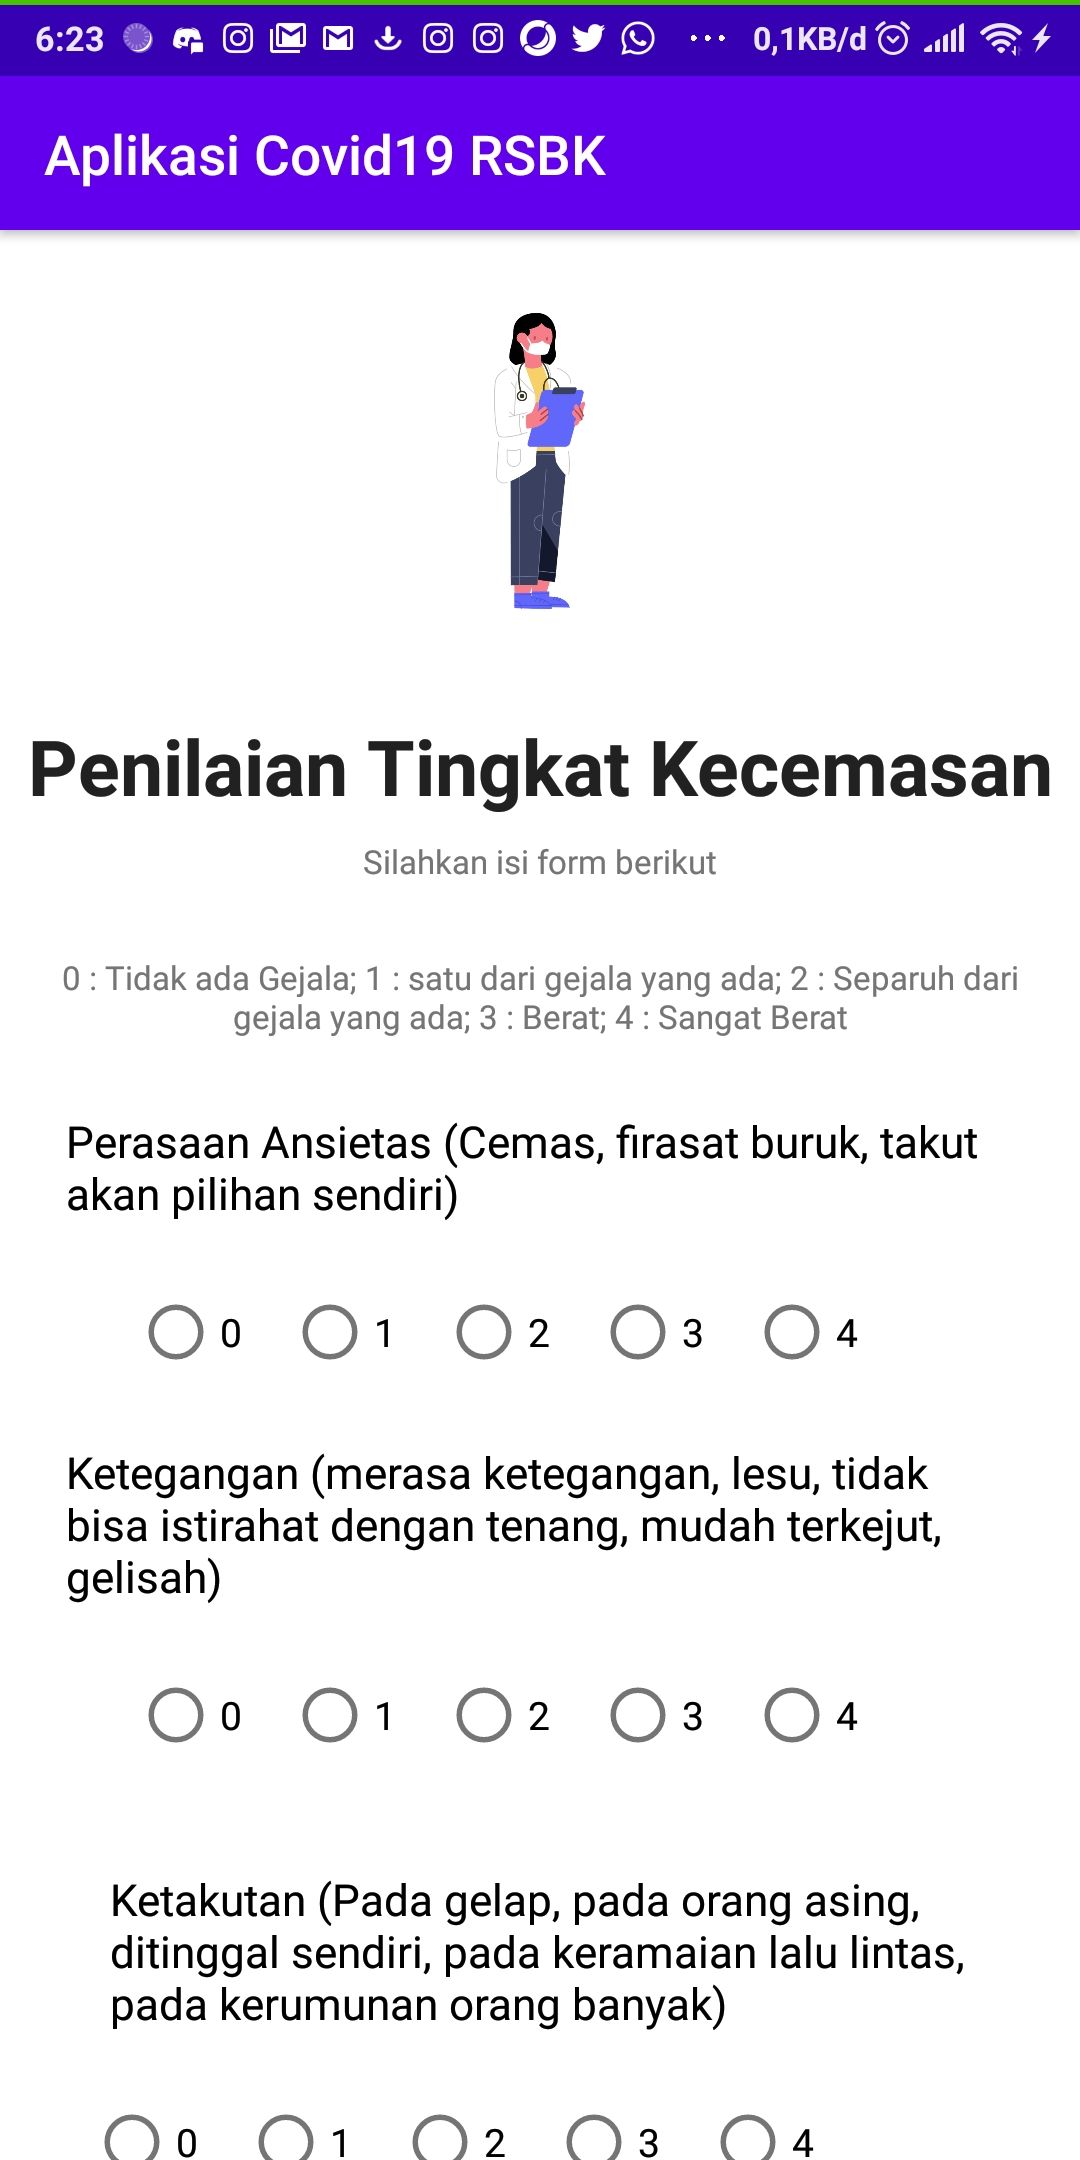 6:23 ... 0,1KB/d
Aplikasi Covid19 RSBK
Penilaian Tingkat Kecemasan
Silahkan isi form berikut
0 : Tidak ada Gejala; 1 : satu dari gejala yang ada; 2 : Separuh dari
gejala yang ada; 3 : Berat; 4 : Sangat Berat
Perasaan Ansietas (Cemas, firasat buruk, takut
akan pilihan sendiri)
0 1 2 3 4
Ketegangan (merasa ketegangan, lesu, tidak
bisa istirahat dengan tenang, mudah terkejut,
gelisah)
0 1 2 3 4
Ketakutan (Pada gelap, pada orang asing,
ditinggal sendiri, pada keramaian lalu lintas,
pada kerumunan orang banyak)
0 1 2 3 4